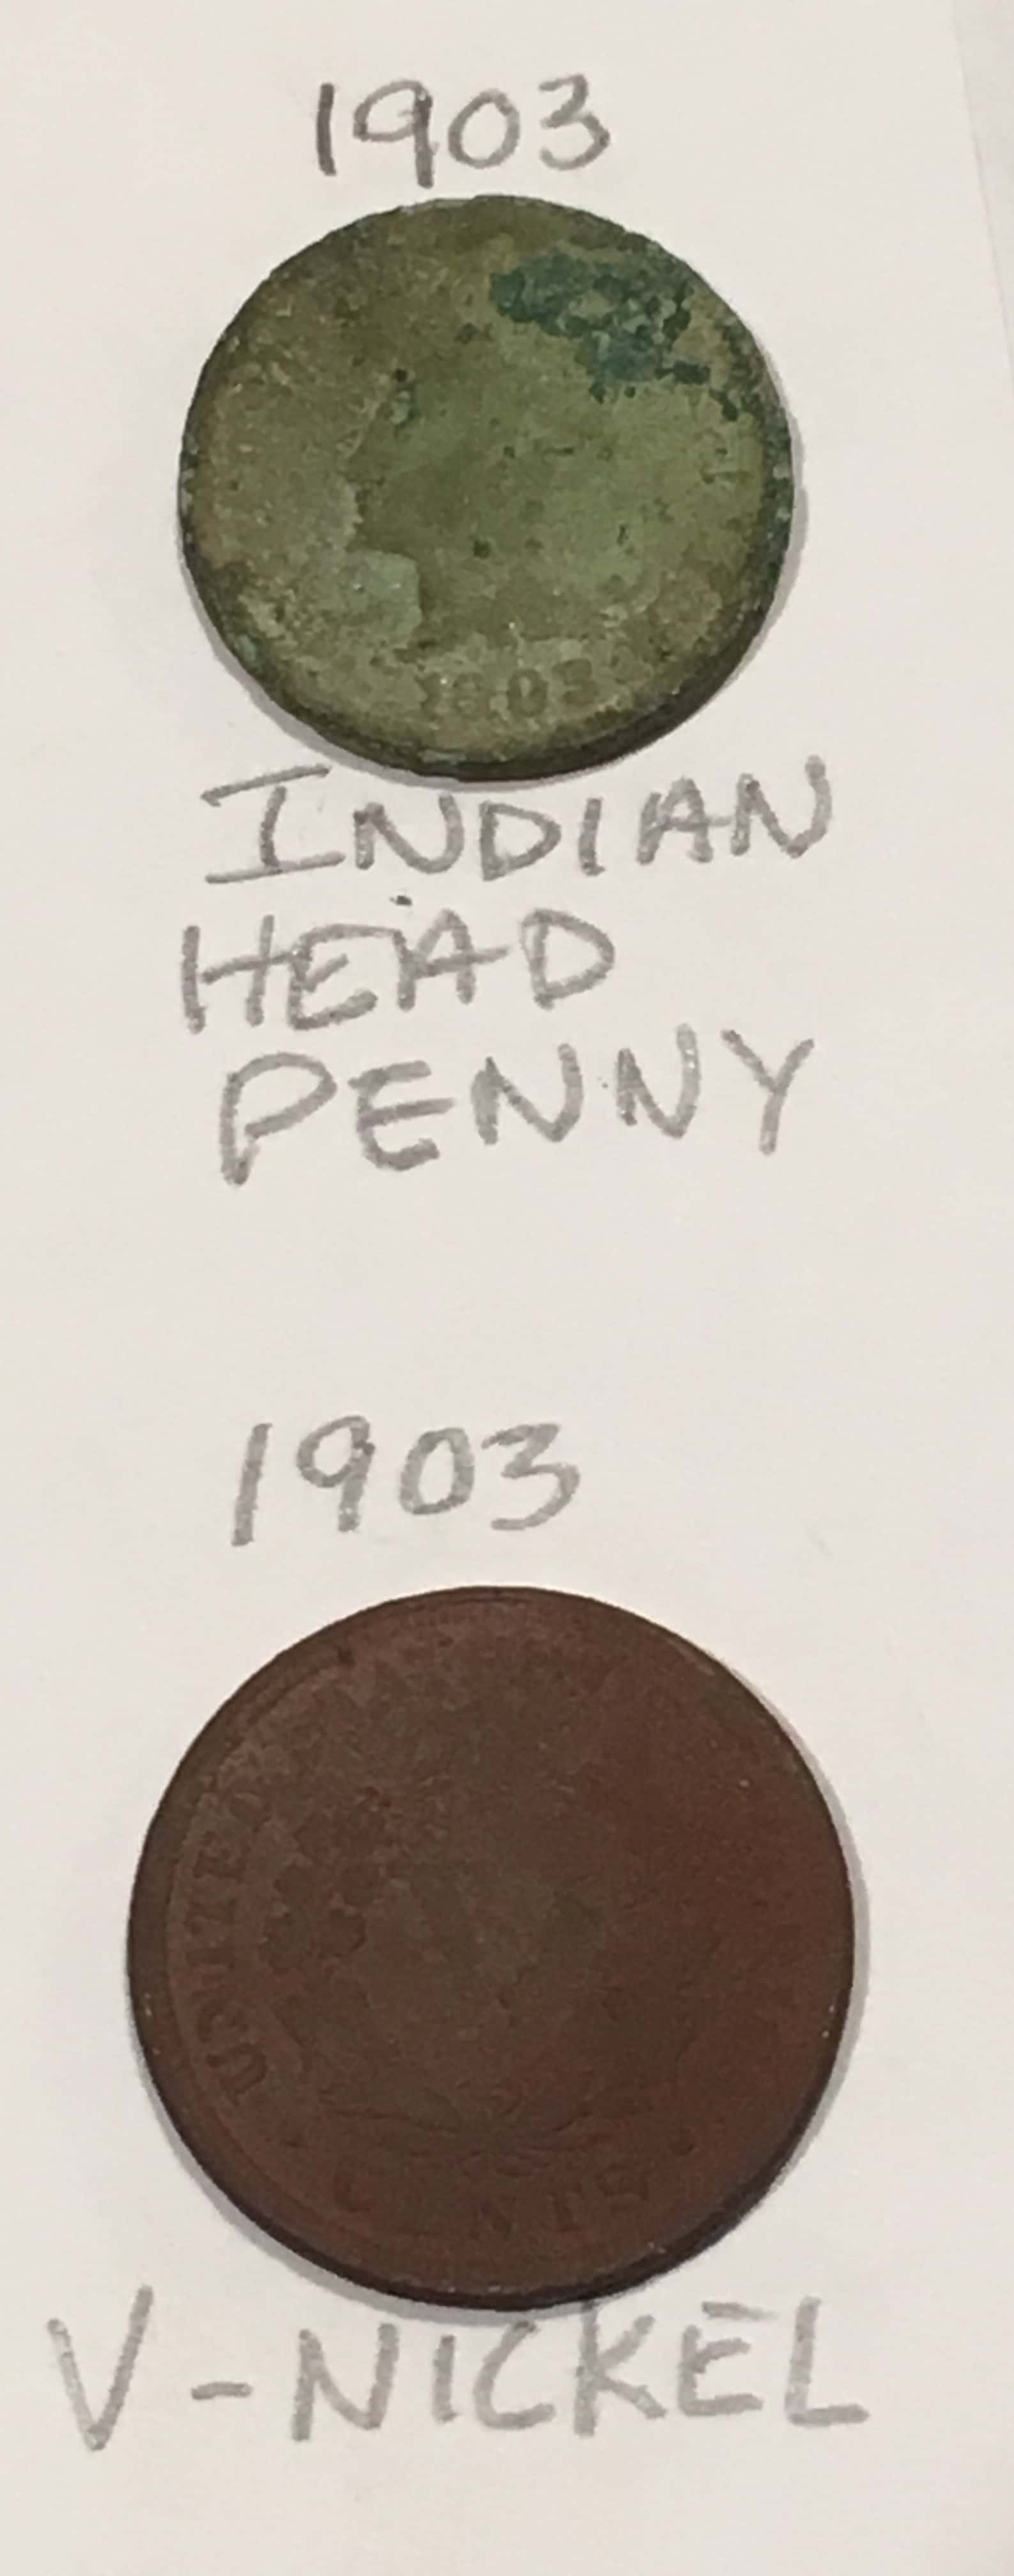 1903
1903
INDIAN
HEAD
PENNY
1903
UNITED
CENTS
V-NICKEL